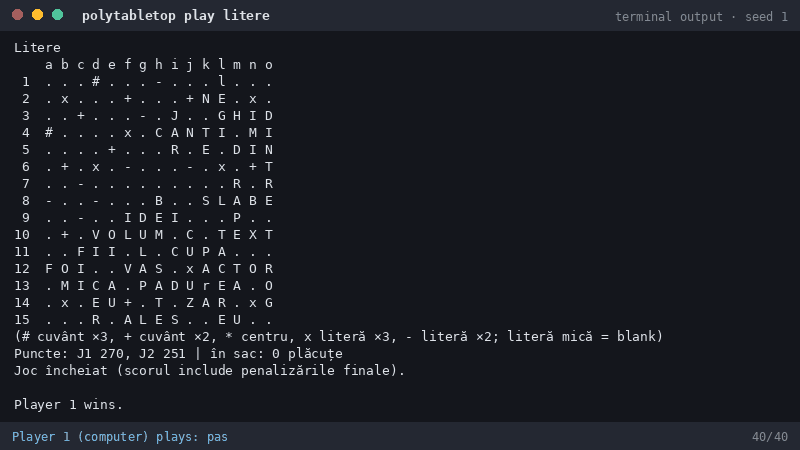 polytabletop play litere
terminal output · seed 1
Litere
    a b c d e f g h i j k l m n o
 1  . . . # . . . - . . . l . . .
 2  . x . . . + . . . + N E . x .
 3  . . + . . . - . J . . G H I D
 4  # . . . . x . C A N T I . M I
 5  . . . . + . . . R . E . D I N
 6  . + . x . - . . . - . x . + T
 7  . . - . . . . . . . . . R . R
 8  - . . - . . . B . . S L A B E
 9  . . - . . I D E I . . . P . .
10  . + . V O L U M . C . T E X T
11  . . F I I . L . C U P A . . .
12  F O I . . V A S . x A C T O R
13  . M I C A . P A D U r E A . O
14  . x . E U + . T . Z A R . x G
15  . . . R . A L E S . . E U . .
(# cuvânt ×3, + cuvânt ×2, * centru, x literă ×3, - literă ×2; literă mică = blank)
Puncte: J1 270, J2 251 | în sac: 0 plăcuțe
Joc încheiat (scorul include penalizările finale).
Player 1 wins.
Player 1 (computer) plays: pas
40/40